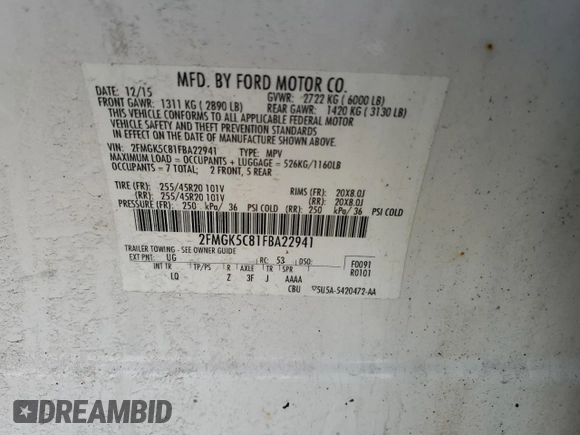 MFD. BY FORD MOTOR CO.
DATE: 12/15 GVWR: 2722 KG ( 6000 LB)
FRONT GAWR: 1311 KG ( 2890 LB) REAR GAWR: 1420 KG ( 3130 LB)
THIS VEHICLE CONFORMS TO ALL APPLICABLE FEDERAL MOTOR
VEHICLE SAFETY AND THEFT PREVENTION STANDARDS
IN EFFECT ON THE DATE OF MANUFACTURE SHOWN ABOVE.
VIN: 2FMGK5C81FBA22941 TYPE: MPV
MAXIMUM LOAD = OCCUPANTS + LUGGAGE = 526KG/1160LB
OCCUPANTS = 7 TOTAL; 2 FRONT, 5 REAR
TIRE (FR): 255/45R20 101V RIMS (FR): 20X8.0J
(RR): 255/45R20 101V (RR): 20X8.0J
PRESSURE (FR): 250 kPa/ 36 PSI COLD (RR): 250 kPa/ 36 PSI COLD
2FMGK5C81FBA22941
TRAILER TOWING - SEE OWNER GUIDE
EXT PNT: UG RC: 53 DSO: F0091
R0101
INT TR TP/PS R AXLE TR SPR
LQ Z 3F J AAAA
CBU 5U5A-5420472-AA
DREAMBID